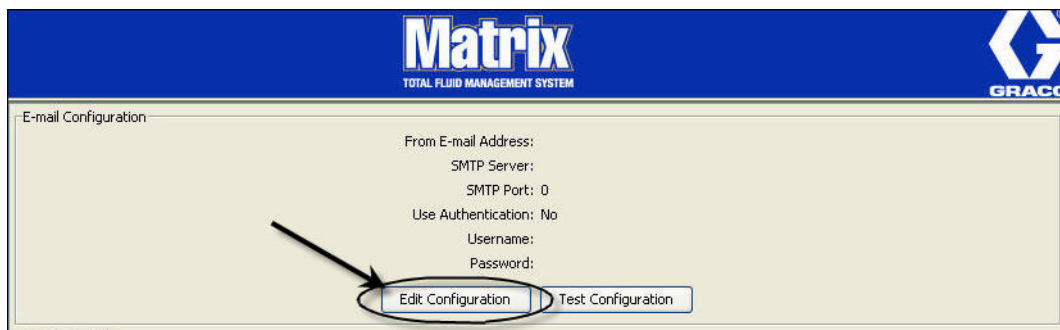 Matrix
TOTAL FLUID MANAGEMENT SYSTEM
GRACO
E-mail Configuration
From E-mail Address:
SMTP Server:
SMTP Port: 0
Use Authentication: No
Username:
Password:
Edit Configuration
Test Configuration